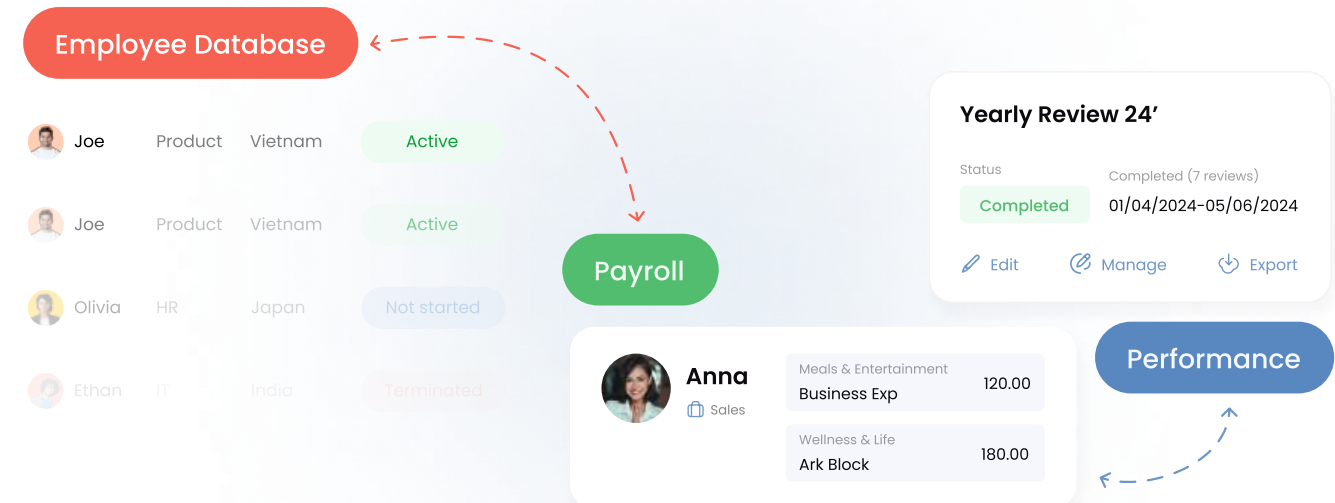 Employee Database
Joe Product Vietnam Active
Joe Product Vietnam Active
Olivia HR Japan Not started
Ethan IT India Terminated
Payroll
Anna
Sales
Meals & Entertainment
Business Exp 120.00
Wellness & Life
Ark Block 180.00
Yearly Review 24’
Status Completed (7 reviews)
Completed 01/04/2024-05/06/2024
Edit Manage Export
Performance